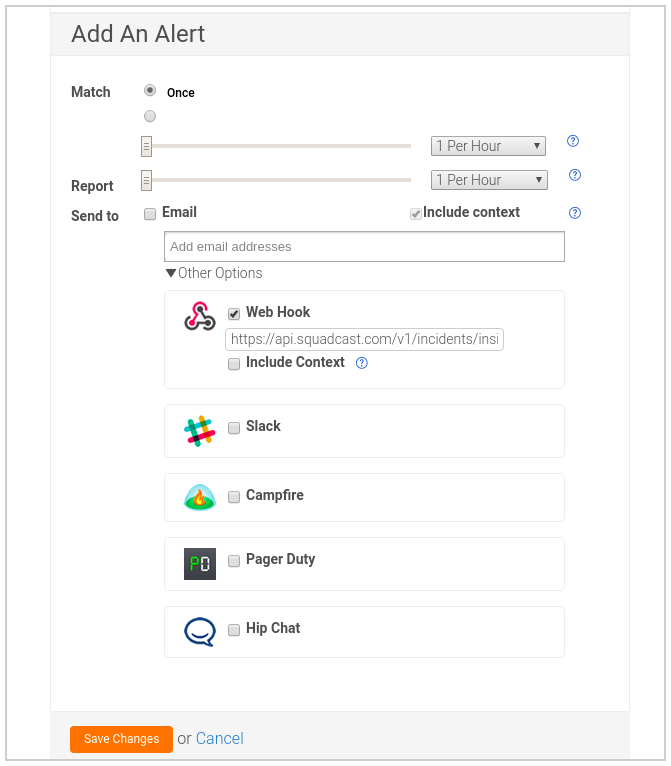 Add An Alert
Match
Once
1 Per Hour
Report
1 Per Hour
Send to
Email
Include context
Add email addresses
Other Options
Web Hook
https://api.squadcast.com/v1/incidents/insi
Include Context
Slack
Campfire
PD
Pager Duty
Hip Chat
Save Changes or Cancel